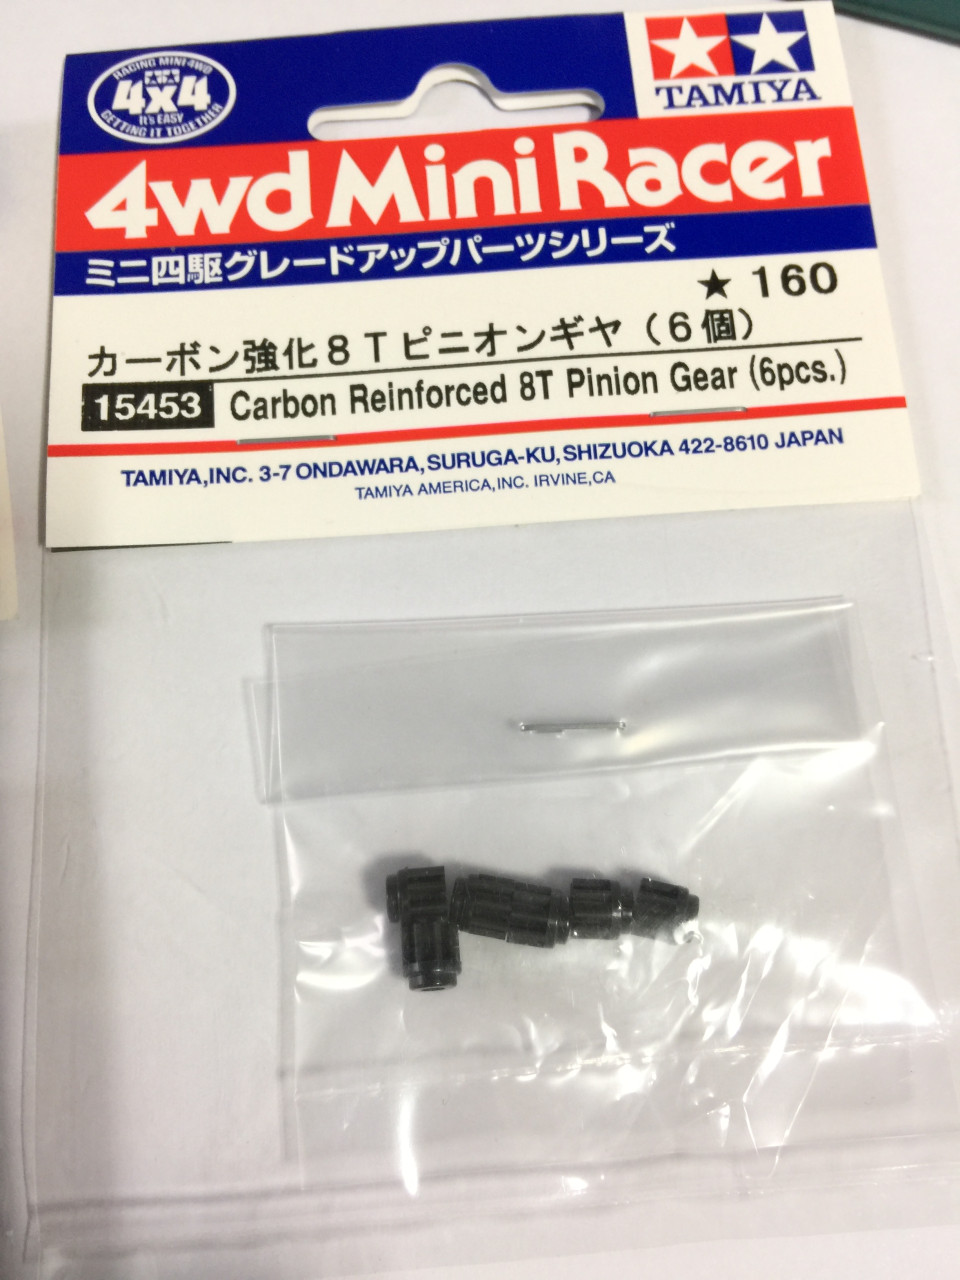 RACING MINI 4WD
4x4
It's EASY
GETTING IT TOGETHER
TAMIYA
4wd Mini Racer
ミニ四駆グレードアップパーツシリーズ
★ 160
カーボン強化8Tピニオンギヤ（6個）
15453 Carbon Reinforced 8T Pinion Gear (6pcs.)
TAMIYA,INC. 3-7 ONDAWARA,SURUGA-KU,SHIZUOKA 422-8610 JAPAN
TAMIYA AMERICA,INC. IRVINE,CA